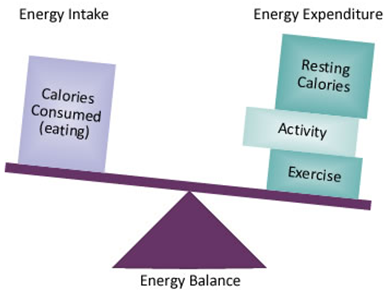 Energy Intake
Energy Expenditure
Calories
Consumed
(eating)
Resting
Calories
Activity
Exercise
Energy Balance